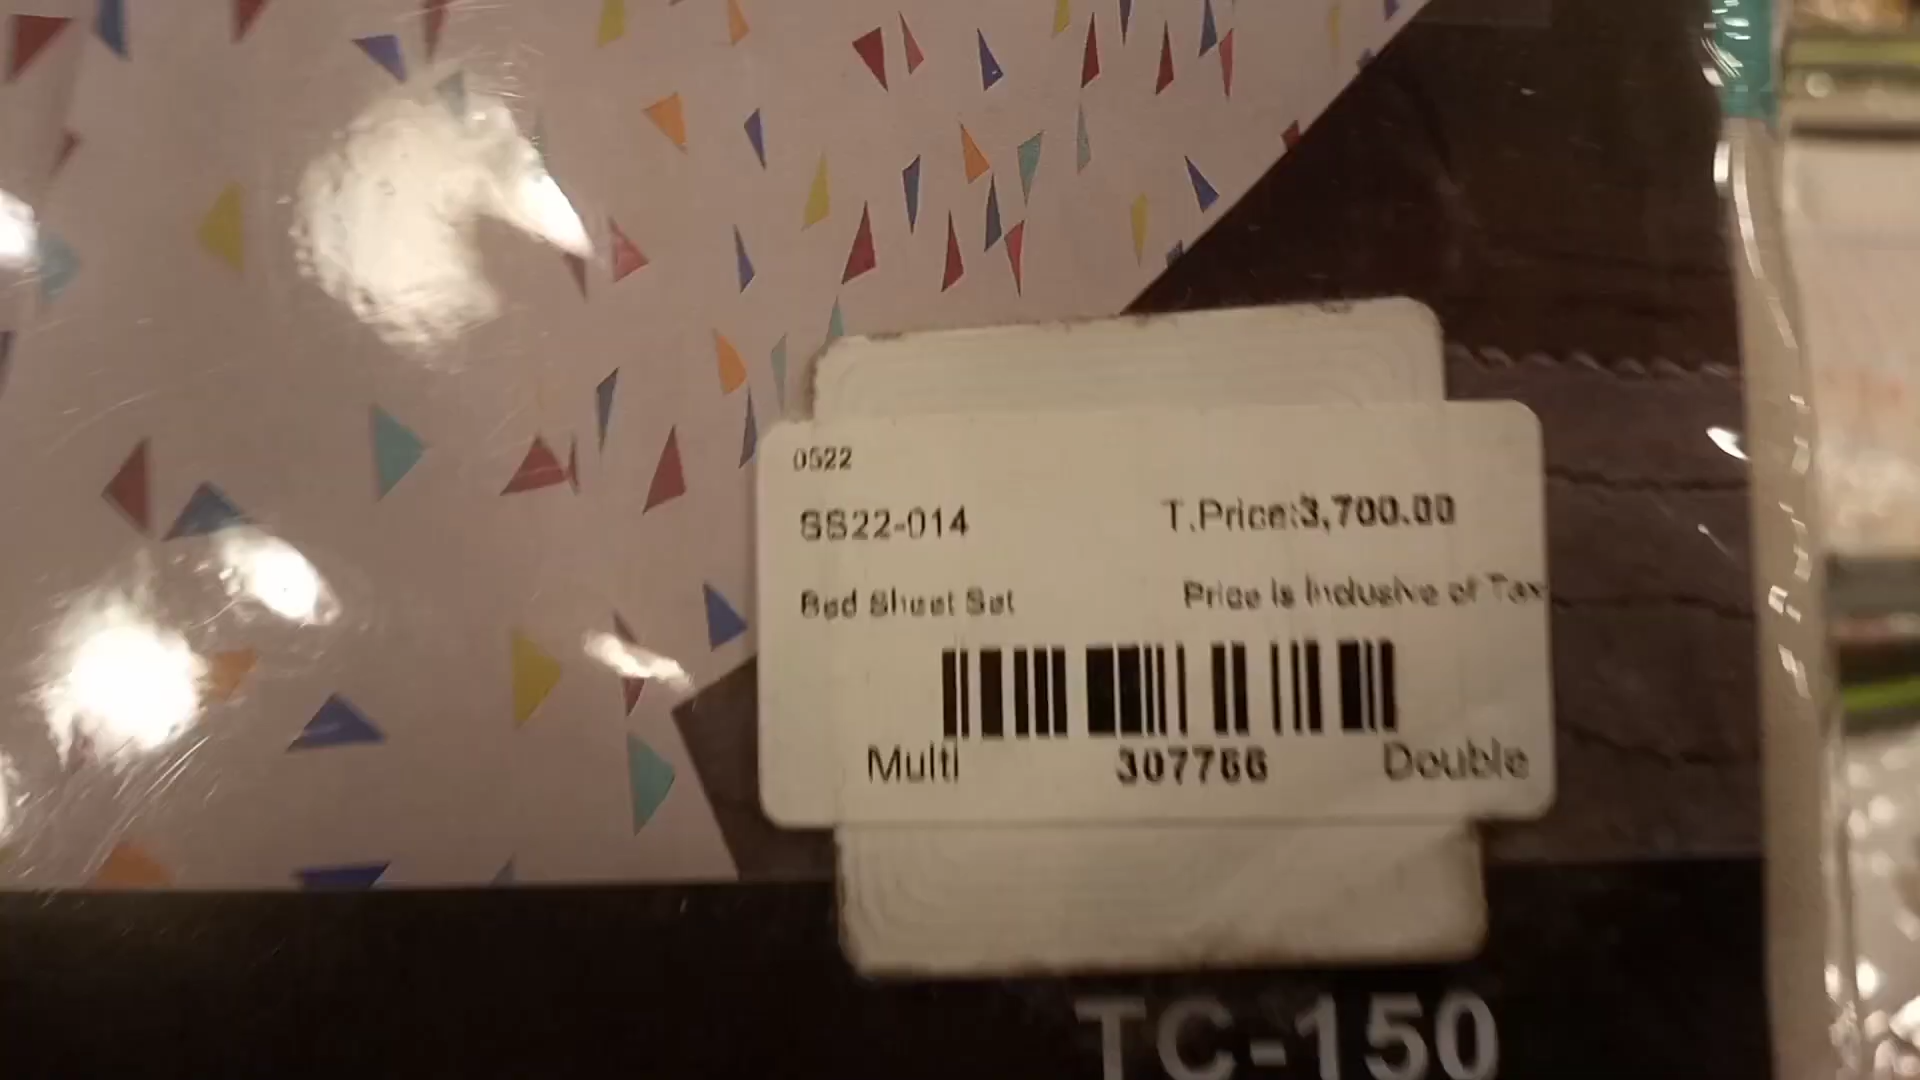 0522
SS22-014 T.Price:3,700.00
Bed Sheet Set Price is Inclusive of Tax
Multi 307766 Double
TC-150